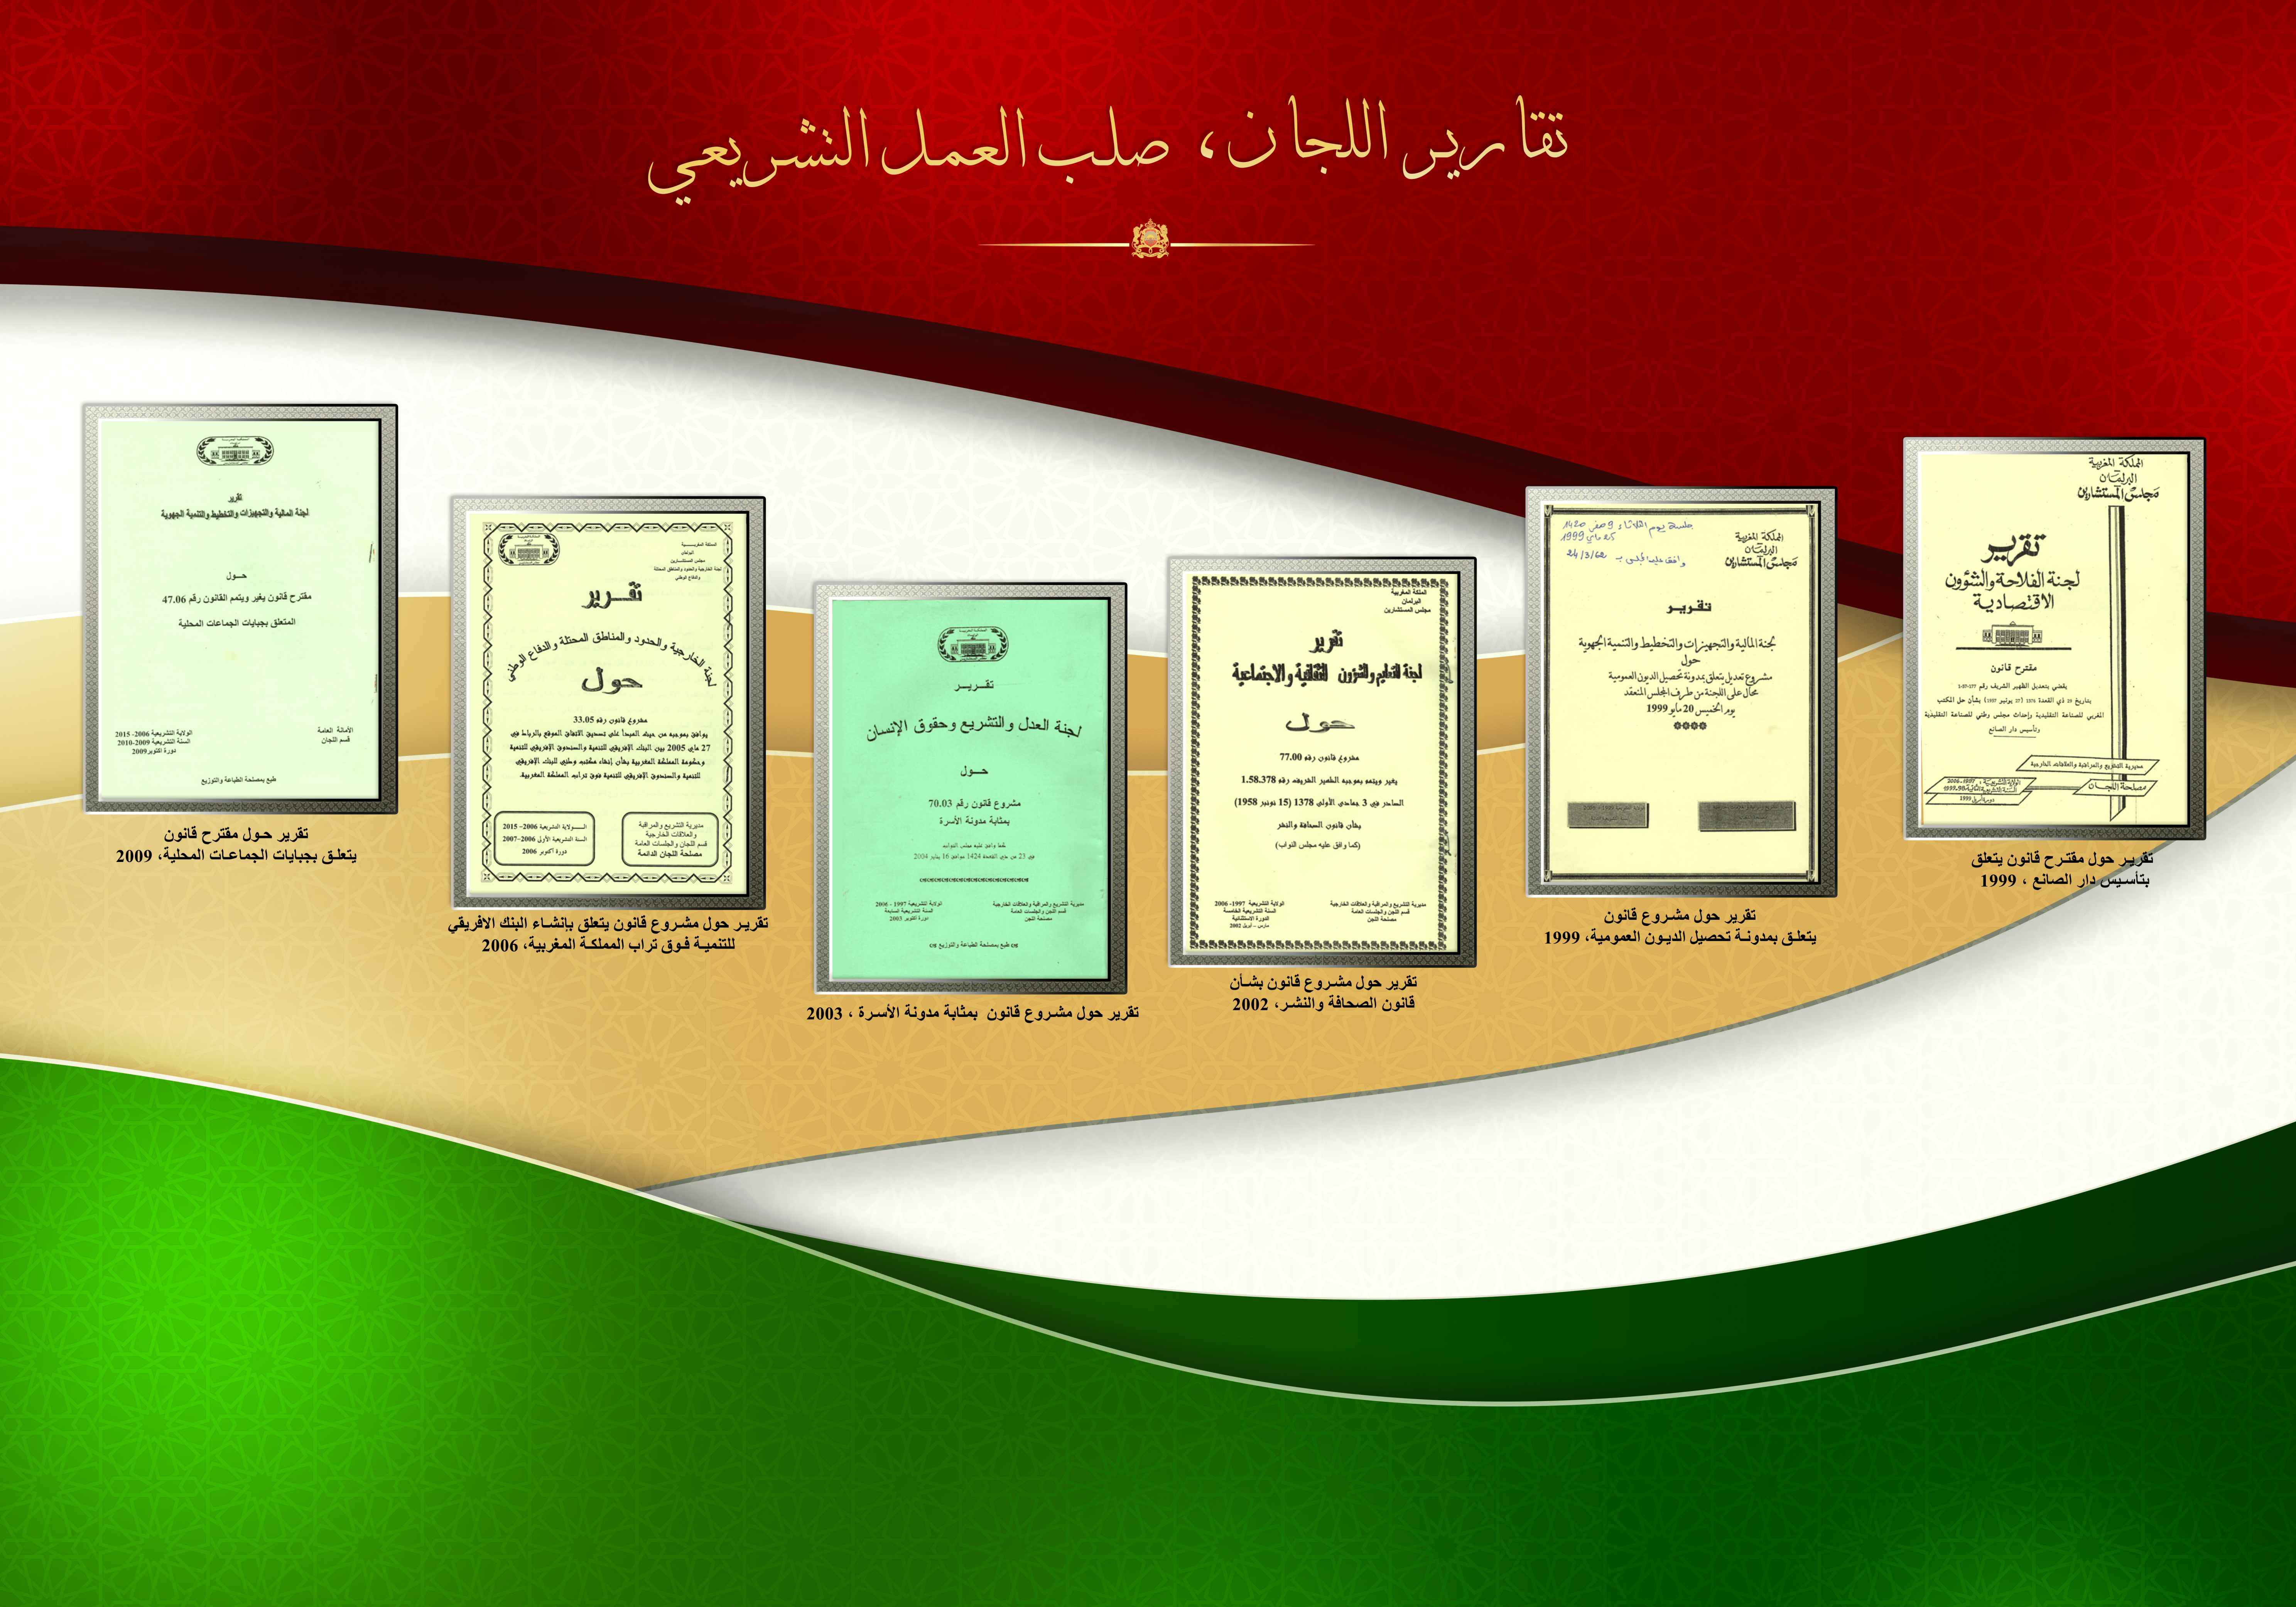 تقارير اللجان، صلب العمل التشريعي
المملكة المغربية
البرلمان
مجلس المستشارين
تقرير
لجنة الفلاحة والشؤون
الاقتصادية
مقترح قانون
يقضي بتعديل الظهير الشريف رقم 177-57-1
بتاريخ 29 ذي القعدة 1376 (27 يونيو 1957) بشأن حل المكتب
المغربي للصناعة التقليدية وإحداث مجلس وطني للصناعة التقليدية
وتأسيس دار الصانع
مديرية التشريع والمراقبة والعلاقات الخارجية
مصلحة اللجان
تقرير حول مقترح قانون يتعلق
بتأسيس دار الصانع ، 1999
جلسة يوم الثلاثاء 9 صفر 1420
25 ماي 1999
المملكة المغربية
البرلمان
مجلس المستشارين
تقرير
لجنة المالية والتجهيزات والتخطيط والتنمية الجهوية
حول
مشروع تعديل يتعلق بمدونة تحصيل الديون العمومية
محال على اللجنة من طرف المجلس المنعقد
يوم الخميس 20 مايو 1999
تقرير حول مشروع قانون
يتعلق بمدونة تحصيل الديون العمومية، 1999
المملكة المغربية
البرلمان
مجلس المستشارين
تقرير
لجنة التعليم والشؤون الثقافية والاجتماعية
حول
مشروع قانون رقم 77.00
يغير ويتمم بموجبه الظهير الشريف رقم 1.58.378
الصادر في 3 جمادى الأولى 1378 (15 نونبر 1958)
بشأن قانون الصحافة والنشر
(كما وافق عليه مجلس النواب)
مديرية التشريع والمراقبة والعلاقات الخارجية
قسم اللجن والجلسات العامة
مصلحة اللجن
الولاية التشريعية 1997- 2006
السنة التشريعية الخامسة
الدورة الاستثنائية
مارس – أبريل 2002
تقرير حول مشروع قانون بشأن
قانون الصحافة والنشر، 2002
تقرير
لجنة العدل والتشريع وحقوق الإنسان
حول
مشروع قانون رقم 70.03
بمثابة مدونة الأسرة
كما وافق عليه مجلس النواب
في 23 من ذي القعدة 1424 موافق 16 يناير 2004
مديرية التشريع والمراقبة والعلاقات الخارجية
قسم اللجن والجلسات العامة
مصلحة اللجن
الولاية التشريعية 1997 - 2006
السنة التشريعية السابعة
دورة أكتوبر 2003
طبع بمصلحة الطباعة والتوزيع
تقرير حول مشروع قانون بمثابة مدونة الأسرة ، 2003
المملكة المغربية
البرلمان
مجلس المستشارين
لجنة الخارجية والحدود والمناطق المحتلة
والدفاع الوطني
تقرير
لجنة الخارجية والحدود والمناطق المحتلة والدفاع الوطني
حول
مشروع قانون رقم 33.05
يوافق بموجبه من حيث المبدأ على تصديق الاتفاق الموقع بالرباط في
27 ماي 2005 بين البنك الإفريقي للتنمية والصندوق الإفريقي للتنمية
وحكومة المملكة المغربية بشأن إنشاء مكتب وطني للبنك الإفريقي
للتنمية والصندوق الإفريقي للتنمية فوق تراب المملكة المغربية.
مديرية التشريع والمراقبة
والعلاقات الخارجية
قسم اللجان والجلسات العامة
مصلحة اللجان الدائمة
الولاية التشريعية 2006- 2015
السنة التشريعية الأولى 2006-2007
دورة أكتوبر 2006
تقرير حول مشروع قانون يتعلق بإنشاء البنك الافريقي
للتنمية فوق تراب المملكة المغربية، 2006
تقرير
لجنة المالية والتجهيزات والتخطيط والتنمية الجهوية
حول
مقترح قانون يغير ويتمم القانون رقم 47.06
المتعلق بجبايات الجماعات المحلية
الأمانة العامة
قسم اللجان
الولاية التشريعية 2006- 2015
السنة التشريعية 2009-2010
دورة أكتوبر 2009
طبع بمصلحة الطباعة والتوزيع
تقرير حول مقترح قانون
يتعلق بجبايات الجماعات المحلية، 2009